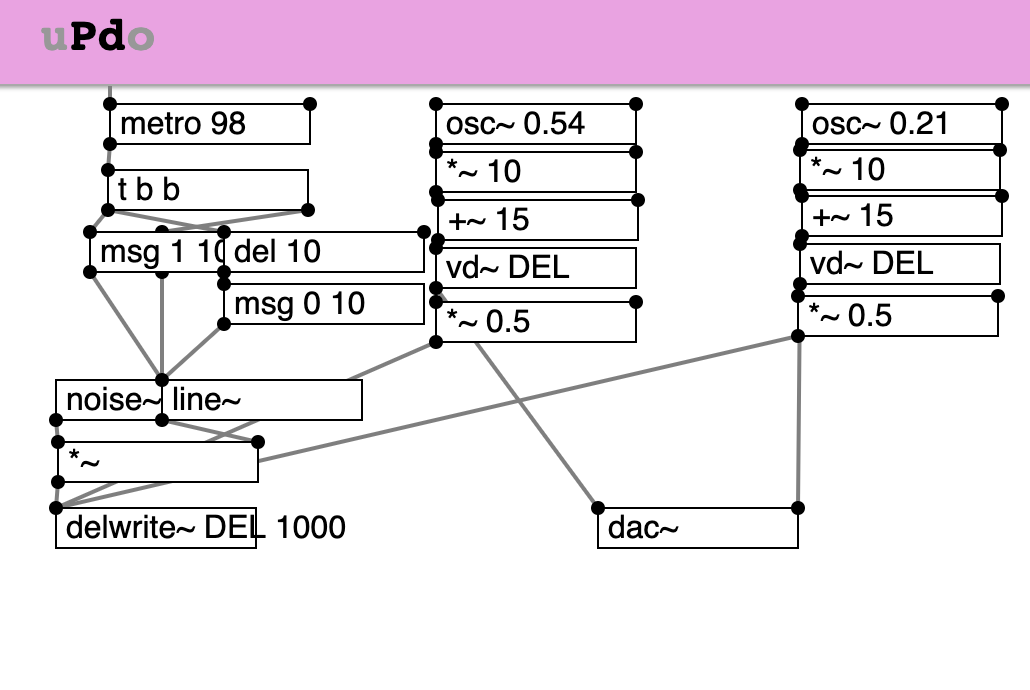 uPdo
metro 98
t b b
msg 1 10
del 10
msg 0 10
noise~
line~
*~
delwrite~ DEL 1000
osc~ 0.54
*~ 10
+~ 15
vd~ DEL
*~ 0.5
osc~ 0.21
*~ 10
+~ 15
vd~ DEL
*~ 0.5
dac~